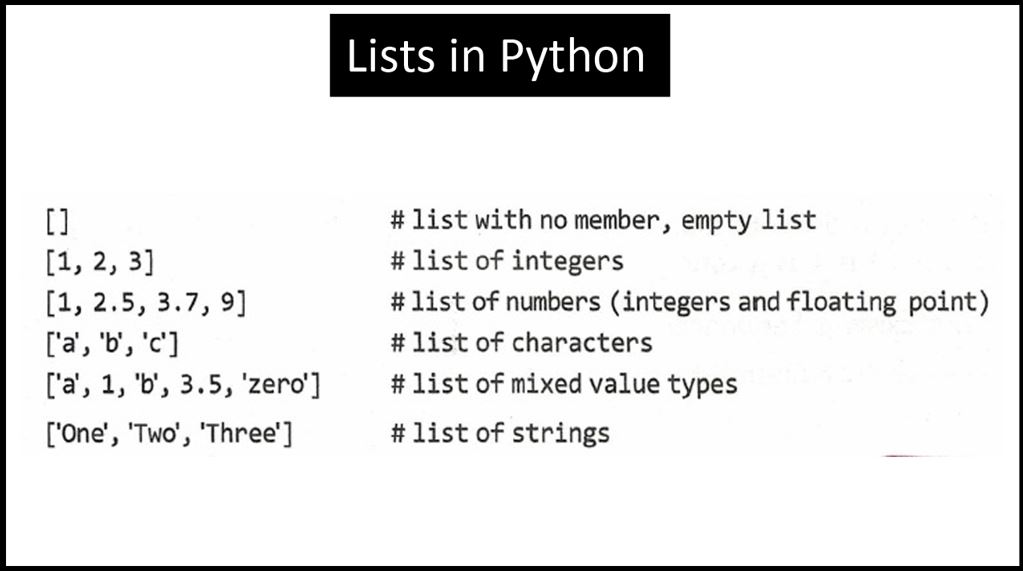 Lists in Python
[] # list with no member, empty list
[1, 2, 3] # list of integers
[1, 2.5, 3.7, 9] # list of numbers (integers and floating point)
['a', 'b', 'c'] # list of characters
['a', 1, 'b', 3.5, 'zero'] # list of mixed value types
['One', 'Two', 'Three'] # list of strings